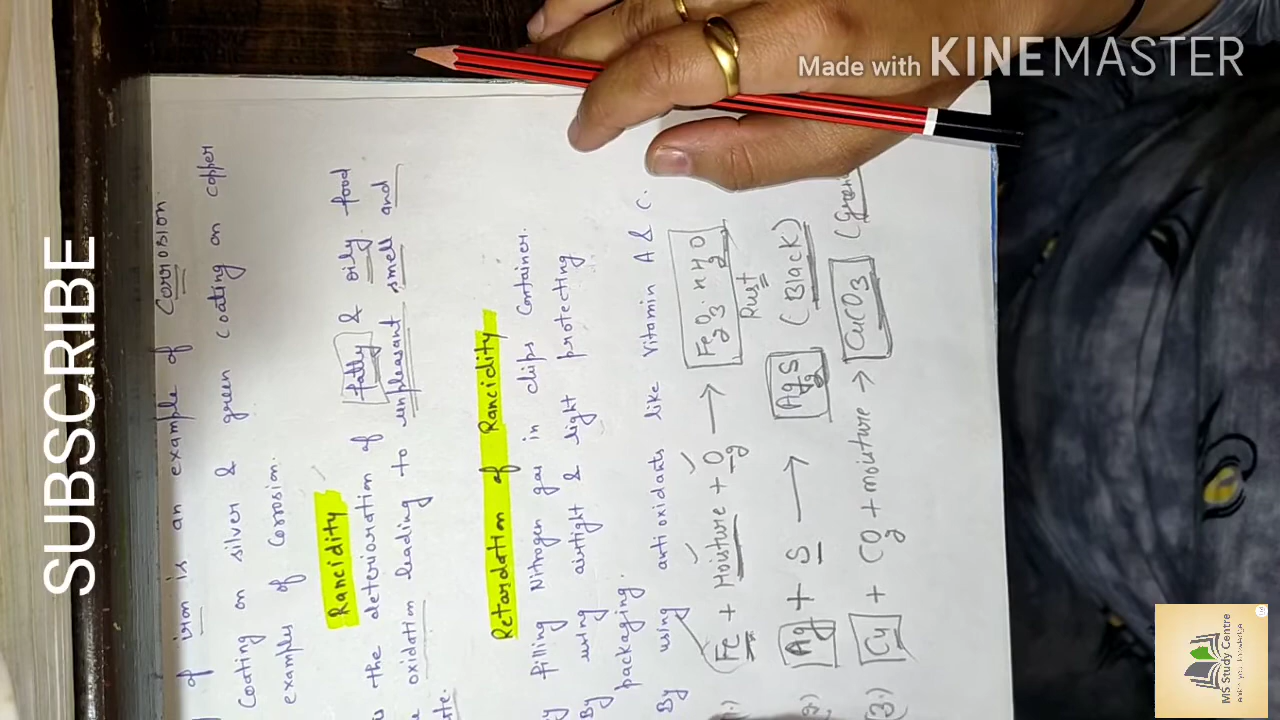 Made with KINEMASTER
SUBSCRIBE
of iron is an example of Corrosion.
Coating on silver & green coating on copper
examples of Corrosion.
Rancidity
the deterioration of fatty & oily food
oxidation leading to unpleasant smell and
Retardation of Rancidity
filling Nitrogen gas in chips Container.
By using airtight & light protecting
packaging.
By using antioxidants like Vitamin A & C.
Fe + Moisture + O2 → Fe2O3.nH2O
Rust
(2.) Ag + S → Ag2S (Black)
(3.) Cu + CO2 + moisture → CuCO3
MS Study Centre